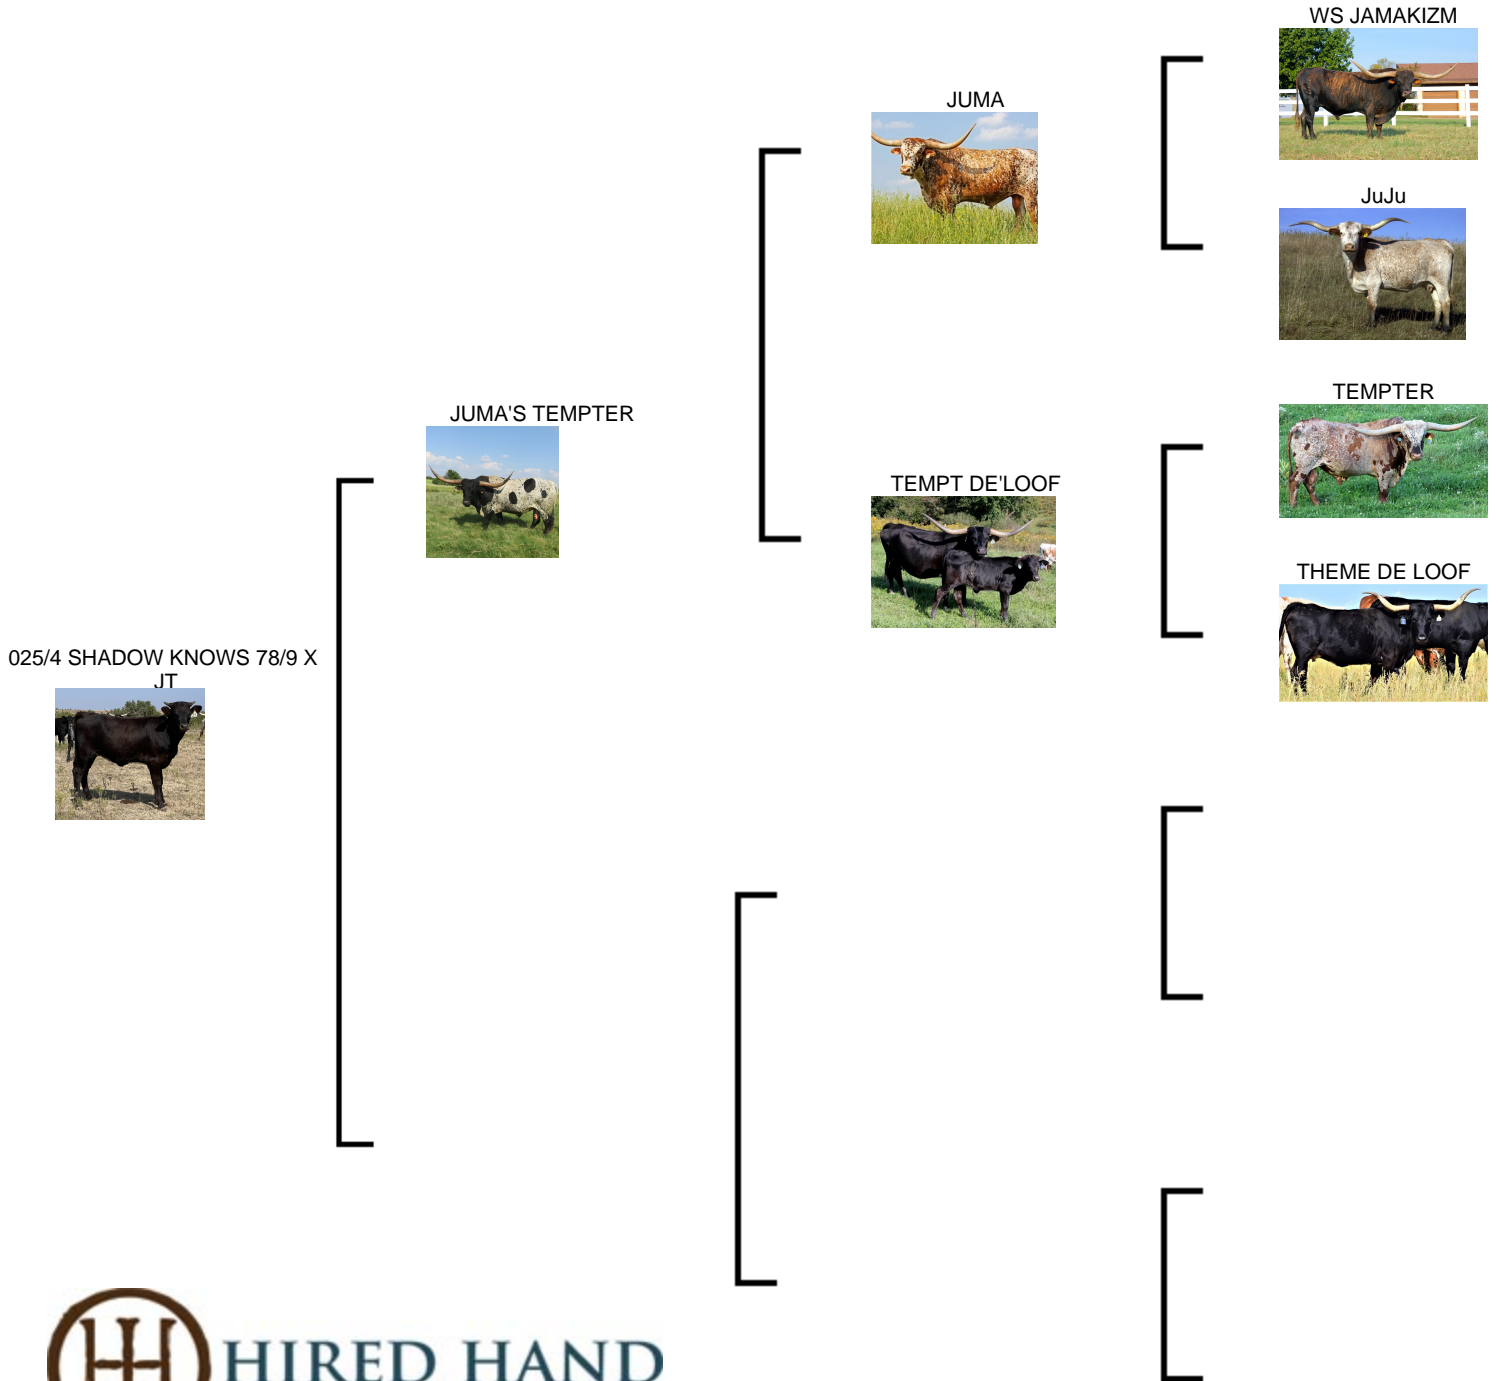 WS JAMAKIZM
JUMA
JuJu
TEMPTER
JUMA'S TEMPTER
TEMPT DE'LOOF
THEME DE LOOF
025/4 SHADOW KNOWS 78/9 X
JT
HIRED HAND